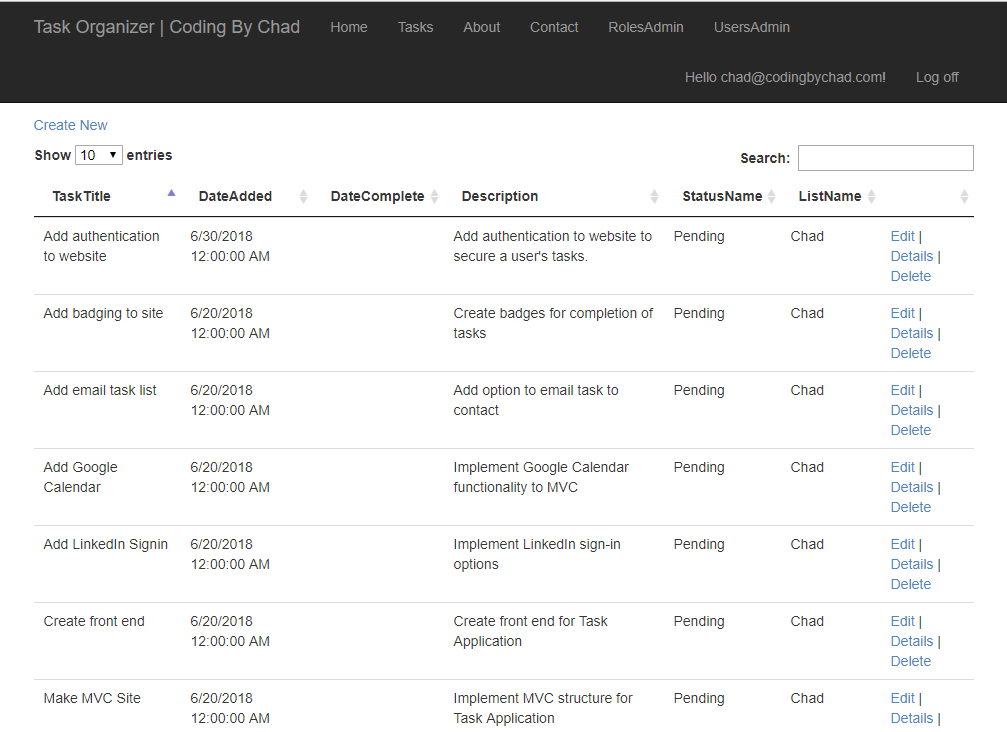 Task Organizer | Coding By Chad Home Tasks About Contact RolesAdmin UsersAdmin
Hello chad@codingbychad.com! Log off
Create New
Show 10 entries Search:
TaskTitle DateAdded DateComplete Description StatusName ListName
Add authentication 6/30/2018 Add authentication to website to Pending Chad Edit |
to website 12:00:00 AM secure a user's tasks. Details |
Delete
Add badging to site 6/20/2018 Create badges for completion of Pending Chad Edit |
12:00:00 AM tasks Details |
Delete
Add email task list 6/20/2018 Add option to email task to Pending Chad Edit |
12:00:00 AM contact Details |
Delete
Add Google 6/20/2018 Implement Google Calendar Pending Chad Edit |
Calendar 12:00:00 AM functionality to MVC Details |
Delete
Add LinkedIn Signin 6/20/2018 Implement LinkedIn sign-in Pending Chad Edit |
12:00:00 AM options Details |
Delete
Create front end 6/20/2018 Create front end for Task Pending Chad Edit |
12:00:00 AM Application Details |
Delete
Make MVC Site 6/20/2018 Implement MVC structure for Pending Chad Edit |
12:00:00 AM Task Application Details |